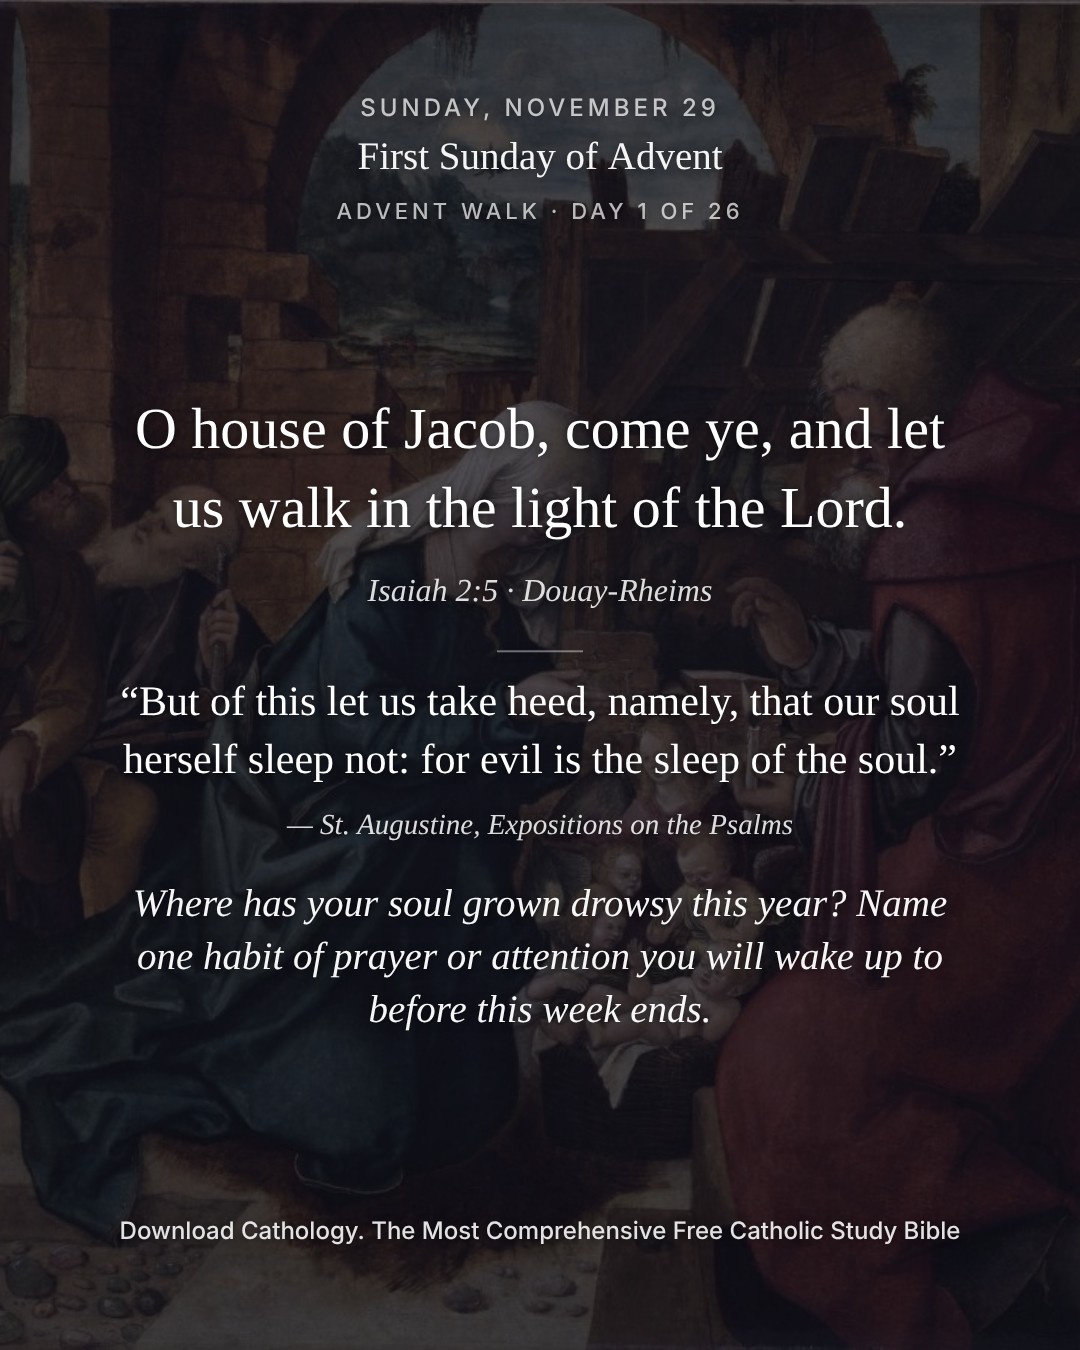 SUNDAY, NOVEMBER 29
First Sunday of Advent
ADVENT WALK · DAY 1 OF 26
O house of Jacob, come ye, and let
us walk in the light of the Lord.
Isaiah 2:5 · Douay-Rheims
“But of this let us take heed, namely, that our soul
herself sleep not: for evil is the sleep of the soul.”
— St. Augustine, Expositions on the Psalms
Where has your soul grown drowsy this year? Name
one habit of prayer or attention you will wake up to
before this week ends.
Download Cathology. The Most Comprehensive Free Catholic Study Bible